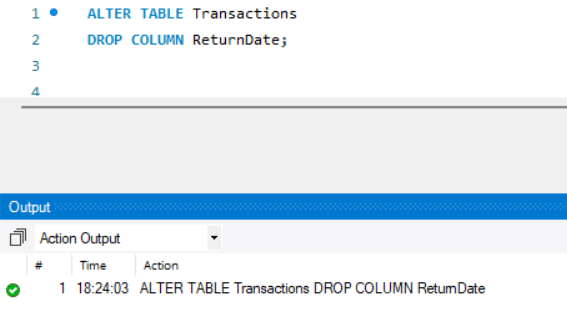 1 ALTER TABLE Transactions
2 DROP COLUMN ReturnDate;
3
4
Output
Action Output
# Time Action
1 18:24:03 ALTER TABLE Transactions DROP COLUMN ReturnDate